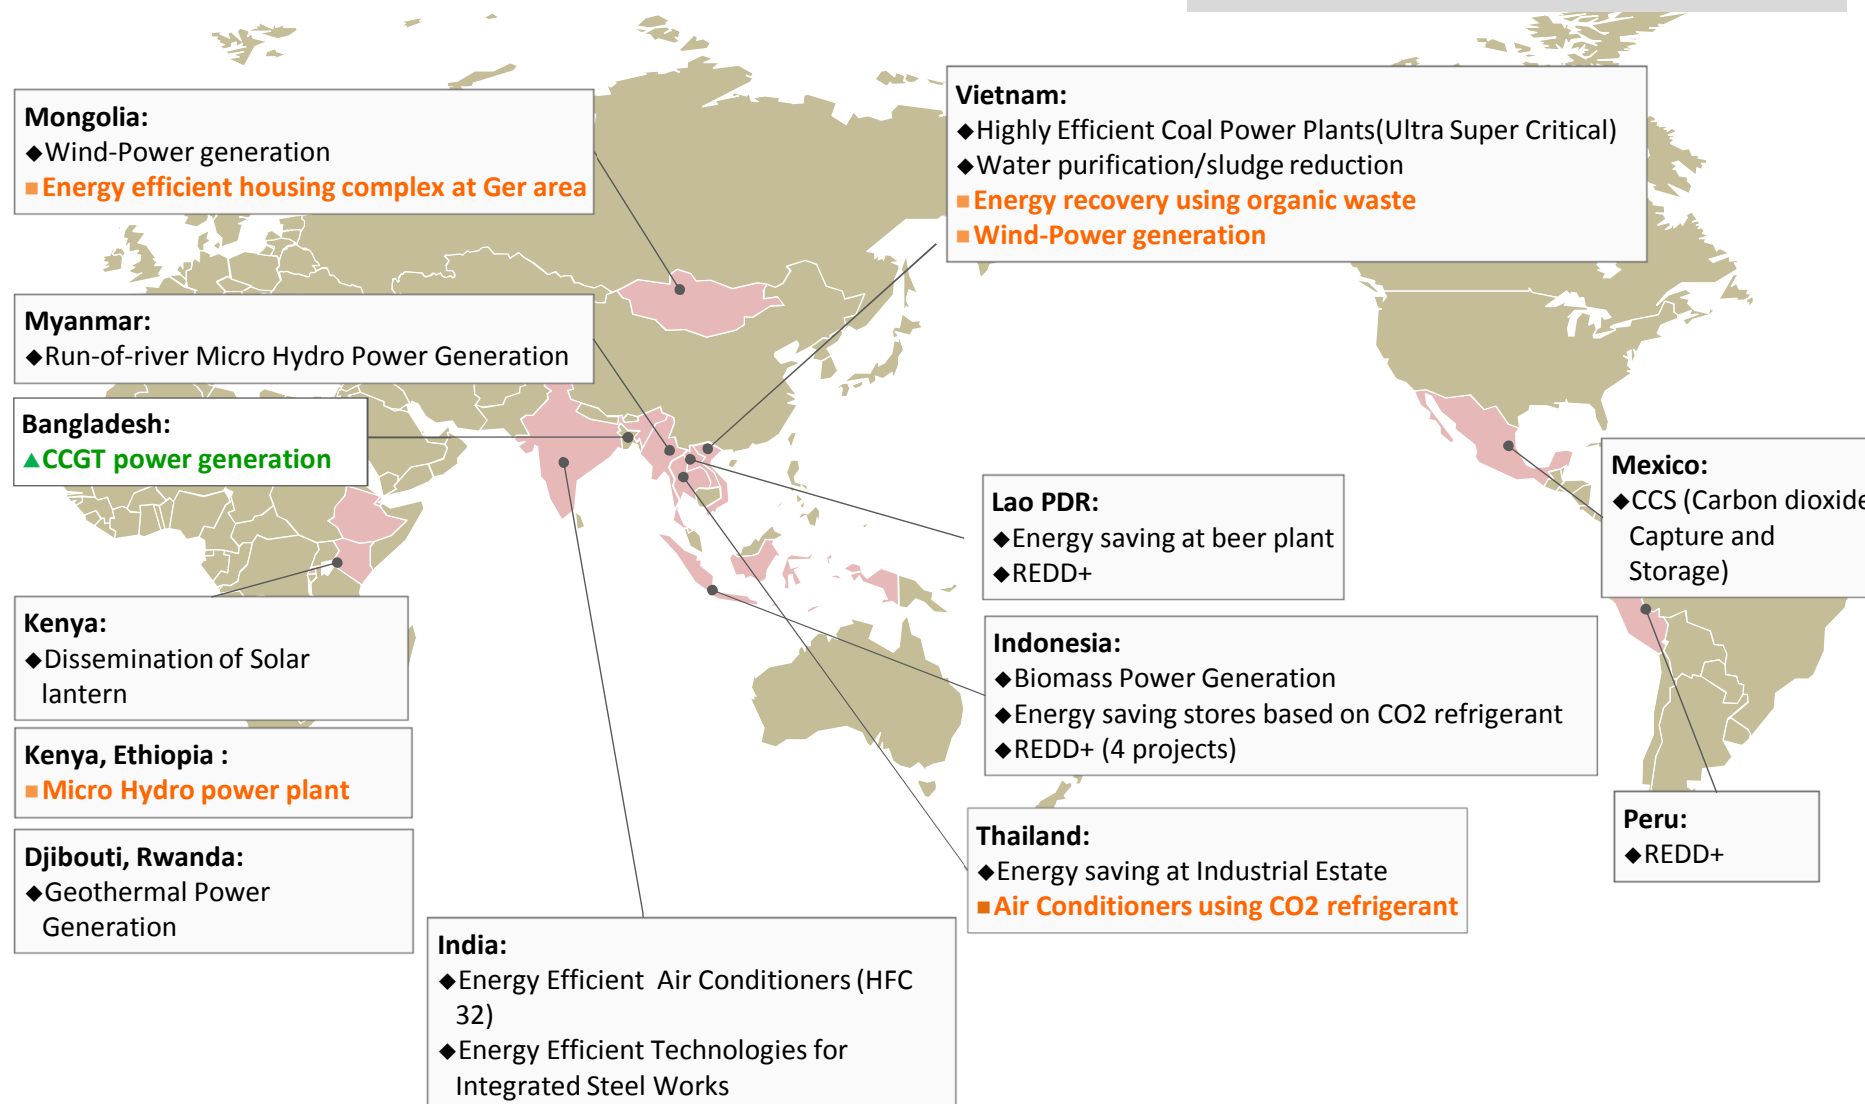 Mongolia:
◆Wind-Power generation
■Energy efficient housing complex at Ger area
Vietnam:
◆Highly Efficient Coal Power Plants(Ultra Super Critical)
◆Water purification/sludge reduction
■Energy recovery using organic waste
■Wind-Power generation
Myanmar:
◆Run-of-river Micro Hydro Power Generation
Bangladesh:
▲CCGT power generation
Lao PDR:
◆Energy saving at beer plant
◆REDD+
Mexico:
◆CCS (Carbon dioxide
Capture and
Storage)
Kenya:
◆Dissemination of Solar
lantern
Indonesia:
◆Biomass Power Generation
◆Energy saving stores based on CO2 refrigerant
◆REDD+ (4 projects)
Kenya, Ethiopia :
■Micro Hydro power plant
Peru:
◆REDD+
Djibouti, Rwanda:
◆Geothermal Power
Generation
Thailand:
◆Energy saving at Industrial Estate
■Air Conditioners using CO2 refrigerant
India:
◆Energy Efficient Air Conditioners (HFC
32)
◆Energy Efficient Technologies for
Integrated Steel Works